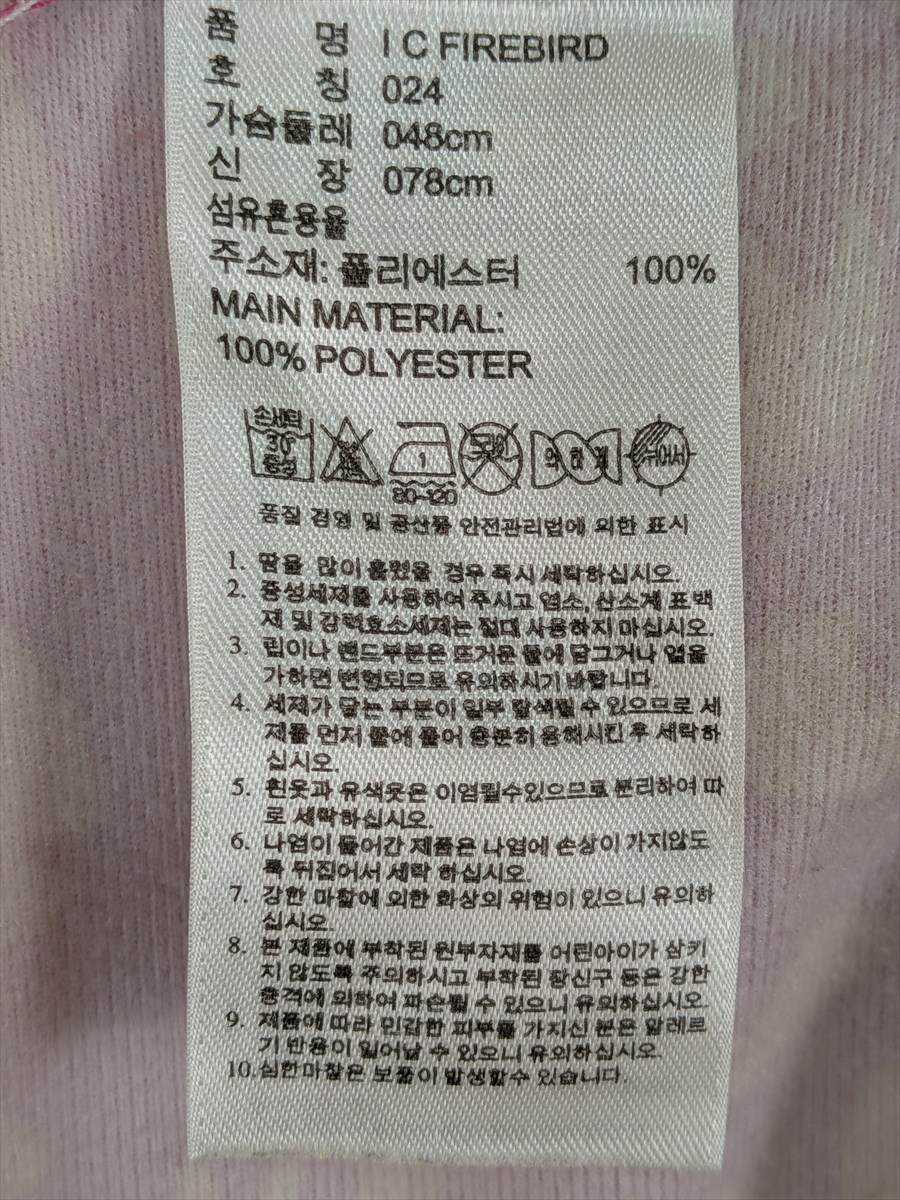 품 명 I C FIREBIRD
호 칭 024
가슴둘레 048cm
신 장 078cm
섬유혼용율
주소재: 폴리에스터 100%
MAIN MATERIAL:
100% POLYESTER
손세탁 30° 중성 1 80~120 약하게 뉘어서
품질 경영 및 공산품 안전관리법에 의한 표시
1. 땀을 많이 흘렸을 경우 즉시 세탁하십시오.
2. 중성세제를 사용하여 주시고 염소, 산소계 표백
제 및 강력효소세제는 절대 사용하지 마십시오.
3. 립이나 밴드부분은 뜨거운 물에 담그거나 열을
가하면 변형되므로 유의하시기 바랍니다.
4. 세제가 닿는 부분이 일부 탈색될 수 있으므로 세
제를 먼저 물에 풀어 충분히 용해시킨 후 세탁하
십시오.
5. 흰옷과 유색옷은 이염될수있으므로 분리하여 따
로 세탁하십시오.
6. 나염이 들어간 제품은 나염에 손상이 가지않도
록 뒤집어서 세탁 하십시오.
7. 강한 마찰에 의한 화상의 위험이 있으니 유의하
십시오.
8. 본 제품에 부착된 원부자재를 어린아이가 삼키
지 않도록 주의하시고 부착된 장신구 등은 강한
충격에 의하여 파손될 수 있으니 유의하십시오.
9. 제품에 따라 민감한 피부를 가지신 분은 알레르
기 반응이 일어날 수 있으니 유의하십시오.
10.심한마찰은 보풀이 발생할수 있습니다.